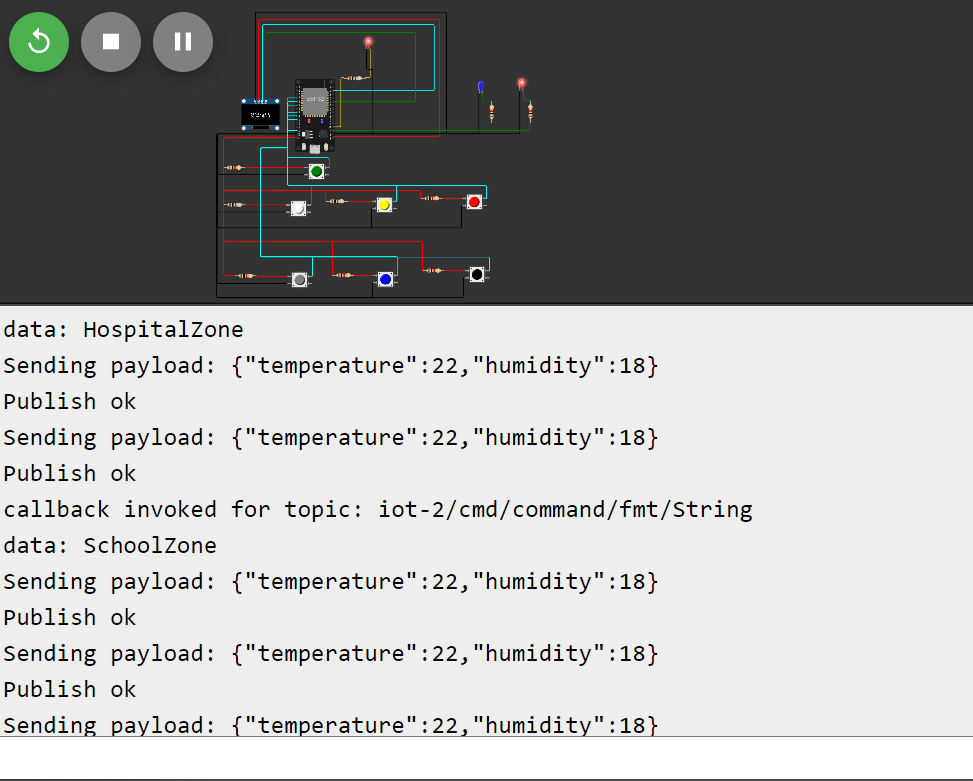 ESP32
data: HospitalZone
Sending payload: {"temperature":22,"humidity":18}
Publish ok
Sending payload: {"temperature":22,"humidity":18}
Publish ok
callback invoked for topic: iot-2/cmd/command/fmt/String
data: SchoolZone
Sending payload: {"temperature":22,"humidity":18}
Publish ok
Sending payload: {"temperature":22,"humidity":18}
Publish ok
Sending payload: {"temperature":22,"humidity":18}